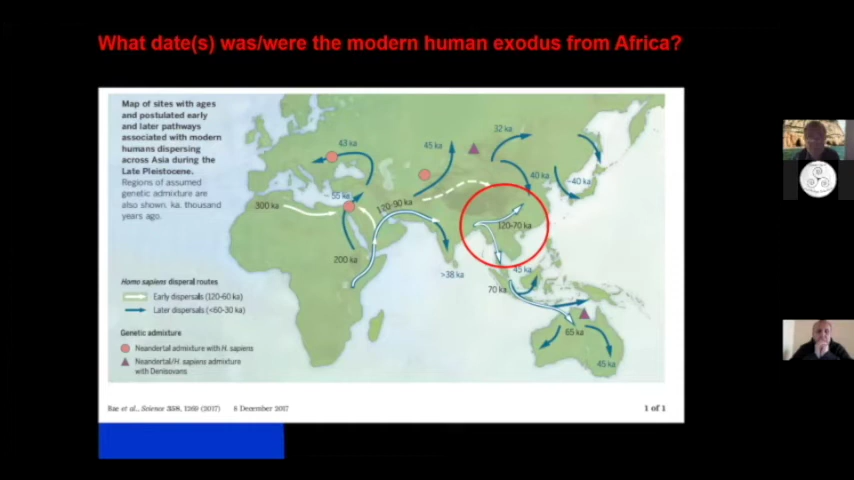 What date(s) was/were the modern human exodus from Africa?
Map of sites with ages
and postulated early
and later pathways
associated with modern
humans dispersing
across Asia during the
Late Pleistocene.
Regions of assumed
genetic admixture are
also shown. ka, thousand
years ago.
32 ka
43 ka
45 ka
40 ka
~40 ka
~55 ka
300 ka
120-90 ka
120-70 ka
200 ka
>38 ka
45 ka
70 ka
65 ka
45 ka
Homo sapiens disperal routes
Early dispersals (120-60 ka)
Later dispersals (<60-30 ka)
Genetic admixture
Neandertal admixture with H. sapiens
Neandertal/H. sapiens admixture
with Denisovans
Bae et al., Science 358, 1269 (2017) 8 December 2017
1 of 1